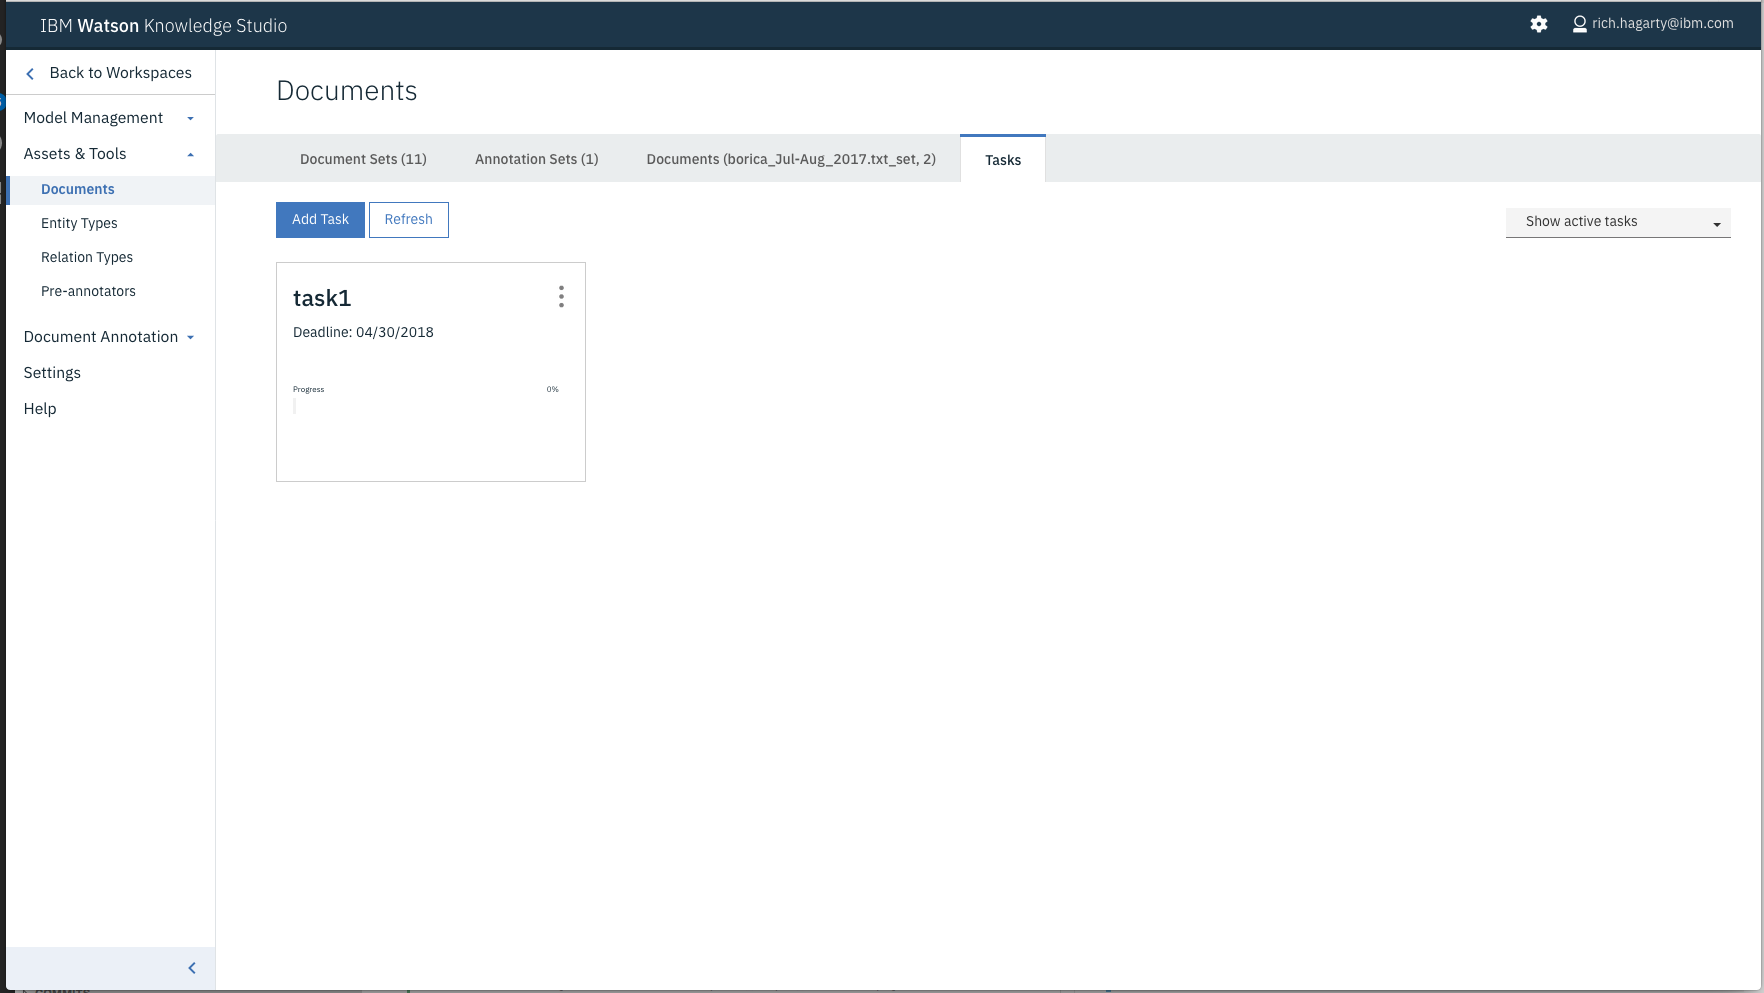 IBM Watson Knowledge Studio
rich.hagarty@ibm.com
Back to Workspaces
Model Management
Assets & Tools
Documents
Entity Types
Relation Types
Pre-annotators
Document Annotation
Settings
Help
Documents
Document Sets (11)
Annotation Sets (1)
Documents (borica_Jul-Aug_2017.txt_set, 2)
Tasks
Add Task
Refresh
Show active tasks
task1
Deadline: 04/30/2018
Progress
0%